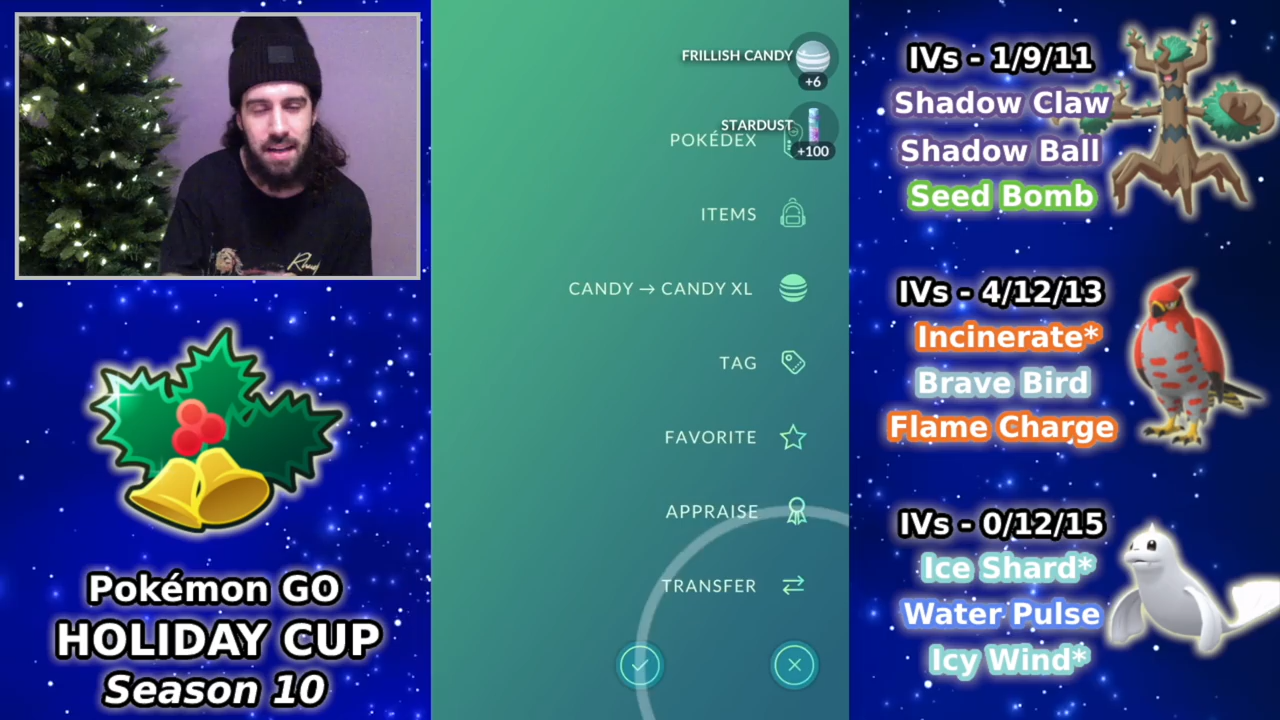 FRILLISH CANDY
+6
STARDUST
+100
POKÉDEX
ITEMS
CANDY → CANDY XL
TAG
FAVORITE
APPRAISE
TRANSFER
Pokémon GO
HOLIDAY CUP
Season 10
IVs - 1/9/11
Shadow Claw
Shadow Ball
Seed Bomb
IVs - 4/12/13
Incinerate*
Brave Bird
Flame Charge
IVs - 0/12/15
Ice Shard*
Water Pulse
Icy Wind*